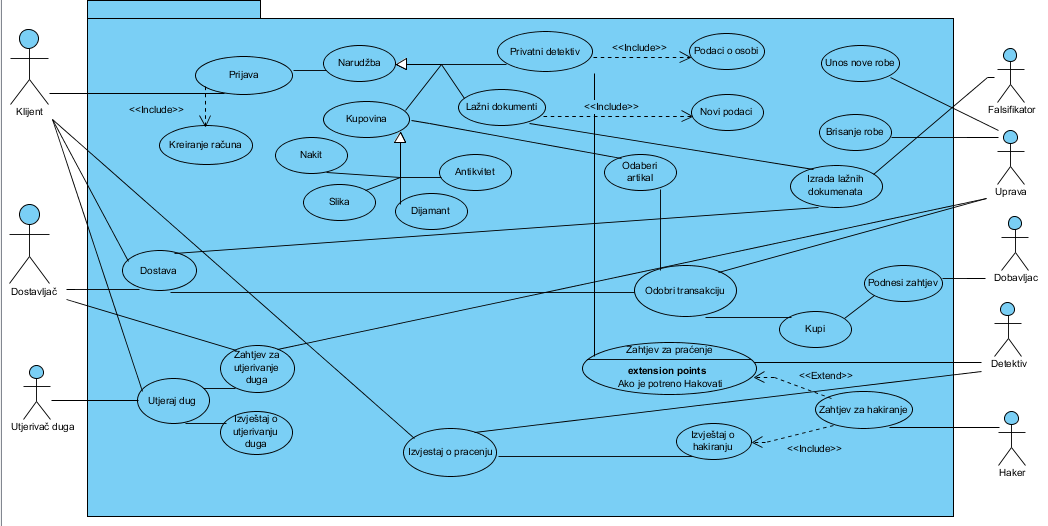 Klijent
Dostavljač
Utjerivač duga
Prijava
<<Include>>
Kreiranje računa
Narudžba
Privatni detektiv
<<Include>>
Podaci o osobi
Kupovina
Lažni dokumenti
<<Include>>
Novi podaci
Nakit
Antikvitet
Slika
Dijamant
Odaberi
artikal
Unos nove robe
Brisanje robe
Izrada lažnih
dokumenata
Dostava
Odobri transakciju
Podnesi zahtjev
Kupi
Zahtjev za
utjerivanje
duga
Utjeraj dug
Izvještaj o
utjerivanju
duga
Zahtjev za praćenje
extension points
Ako je potreno Hakovati
<<Extend>>
Zahtjev za hakiranje
<<Include>>
Izvještaj o
hakiranju
Izvjestaj o pracenju
Falsifikator
Uprava
Dobavljac
Detektiv
Haker